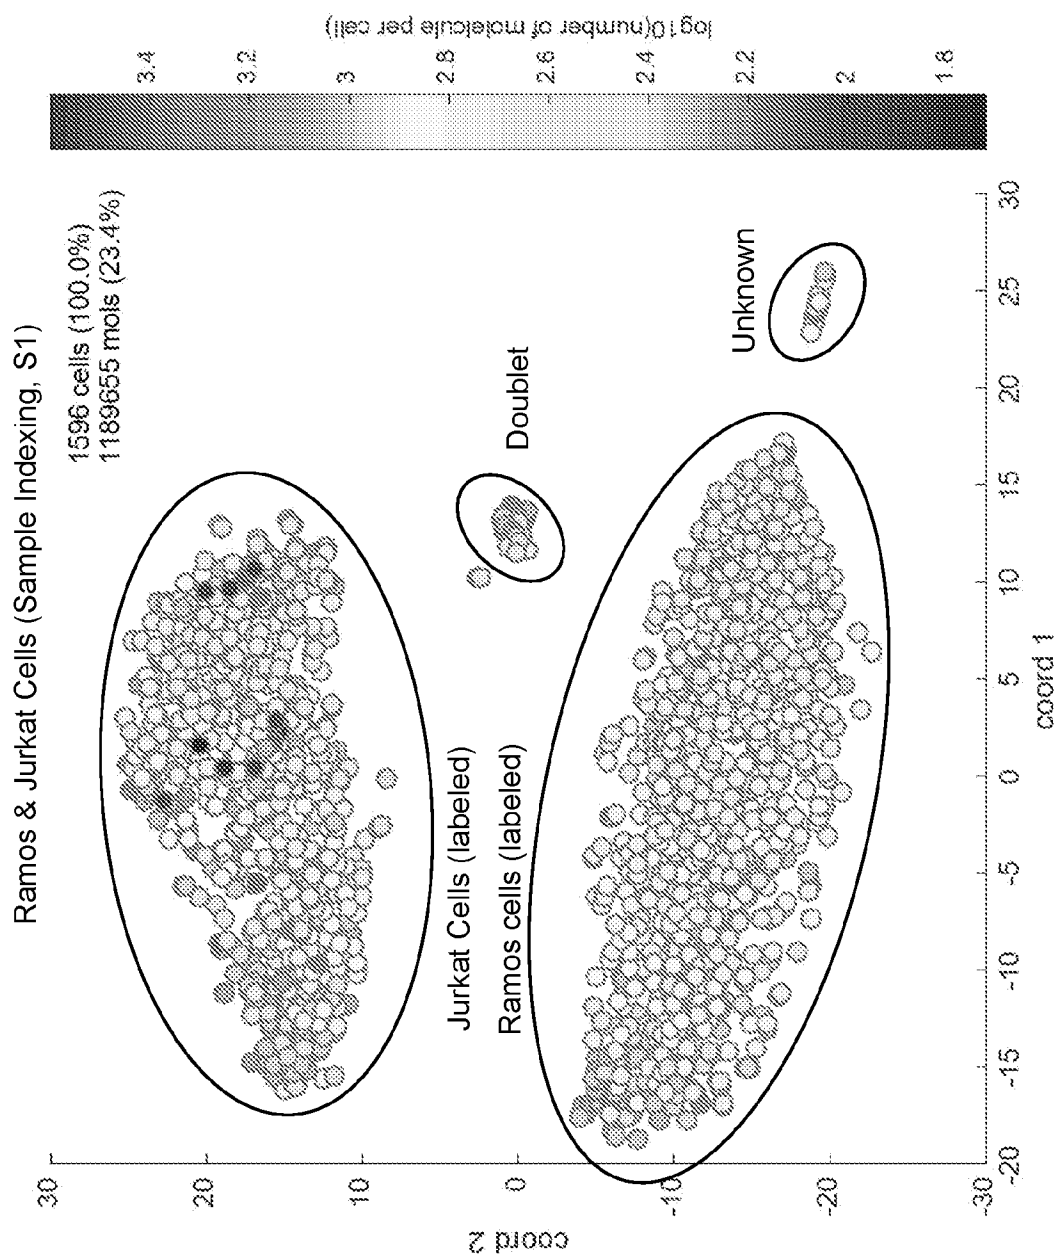 Ramos & Jurkat Cells (Sample Indexing, S1)
1596 cells (100.0%)
1189655 mols (23.4%)
30
20
10
0
-10
-20
-30
coord 2
Jurkat Cells (labeled)
Ramos cells (labeled)
Doublet
Unknown
-20
-15
-10
-5
0
5
10
15
20
25
30
coord 1
3.4
3.2
3
2.8
2.6
2.4
2.2
2
1.8
log10(number of molecule per cell)